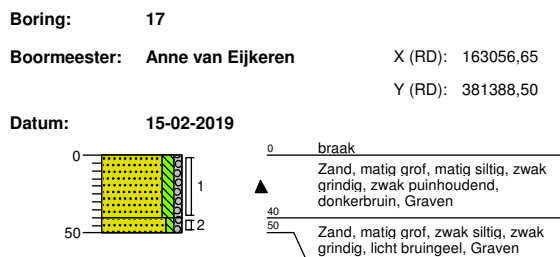 Boring: 17
Boormeester: Anne van Eijkeren X (RD): 163056,65
Y (RD): 381388,50
Datum: 15-02-2019
0 0 braak
1 Zand, matig grof, matig siltig, zwak
grindig, zwak puinhoudend,
donkerbruin, Graven
40
50 2 50 Zand, matig grof, zwak siltig, zwak
grindig, licht bruingeel, Graven